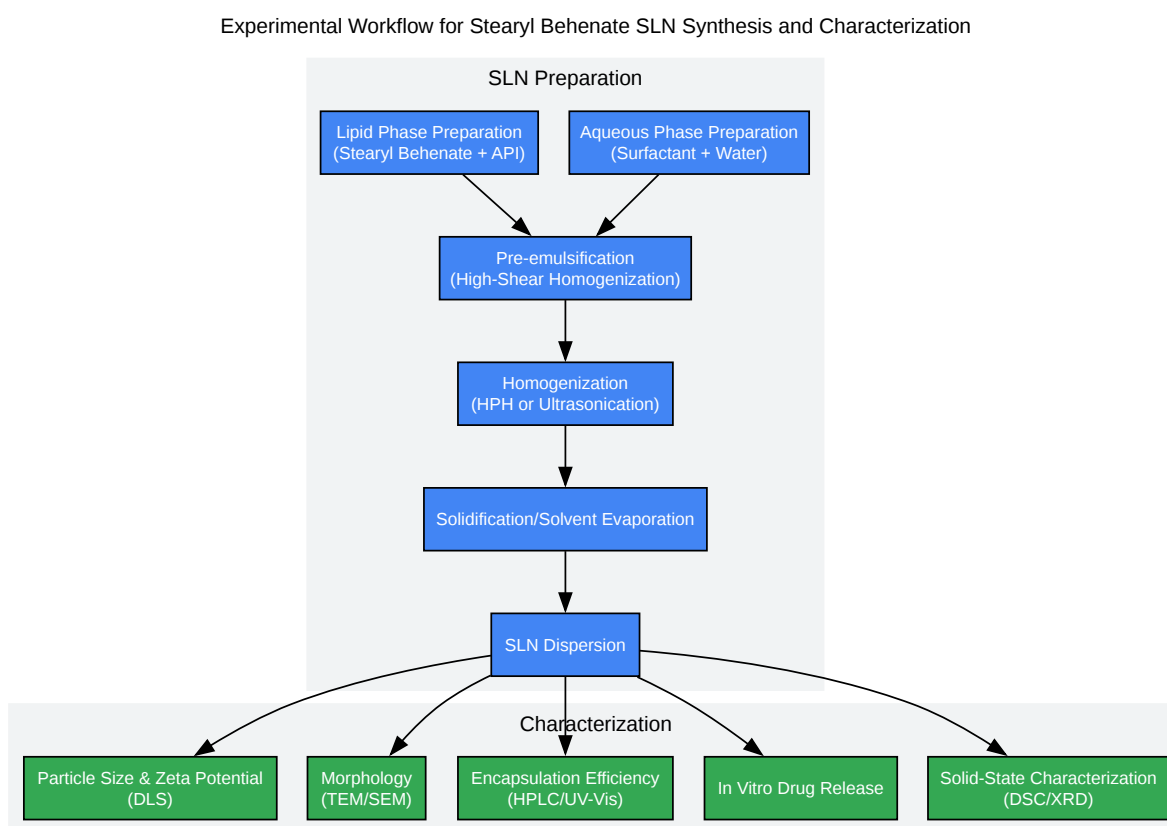 Experimental Workflow for Stearyl Behenate SLN Synthesis and Characterization
SLN Preparation
Lipid Phase Preparation
(Stearyl Behenate + API)
Aqueous Phase Preparation
(Surfactant + Water)
Pre-emulsification
(High-Shear Homogenization)
Homogenization
(HPH or Ultrasonication)
Solidification/Solvent Evaporation
SLN Dispersion
Characterization
Particle Size & Zeta Potential
(DLS)
Morphology
(TEM/SEM)
Encapsulation Efficiency
(HPLC/UV-Vis)
In Vitro Drug Release
Solid-State Characterization
(DSC/XRD)